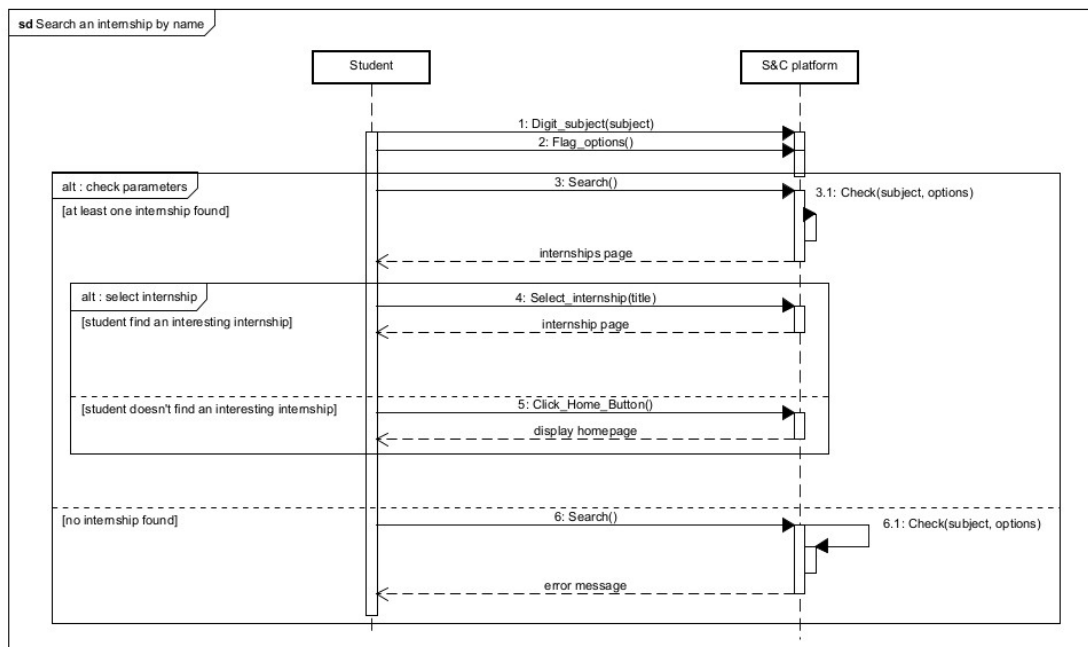 sd Search an internship by name
Student
S&C platform
1: Digit_subject(subject)
2: Flag_options()
alt : check parameters
3: Search()
3.1: Check(subject, options)
[at least one internship found]
internships page
alt : select internship
4: Select_internship(title)
[student find an interesting internship]
internship page
[student doesn't find an interesting internship]
5: Click_Home_Button()
display homepage
[no internship found]
6: Search()
6.1: Check(subject, options)
error message